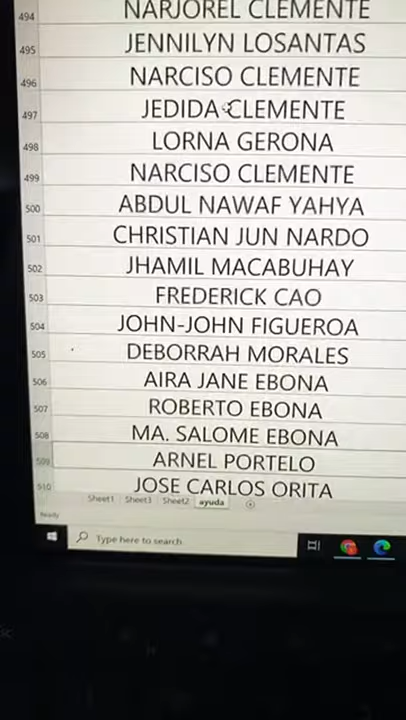 494 NARJOREL CLEMENTE
495 JENNILYN LOSANTAS
496 NARCISO CLEMENTE
497 JEDIDA CLEMENTE
498 LORNA GERONA
499 NARCISO CLEMENTE
500 ABDUL NAWAF YAHYA
501 CHRISTIAN JUN NARDO
502 JHAMIL MACABUHAY
503 FREDERICK CAO
504 JOHN-JOHN FIGUEROA
505 DEBORRAH MORALES
506 AIRA JANE EBONA
507 ROBERTO EBONA
508 MA. SALOME EBONA
509 ARNEL PORTELO
510 JOSE CARLOS ORITA
Sheet1 Sheet3 Sheet2 ayuda
Ready
Type here to search